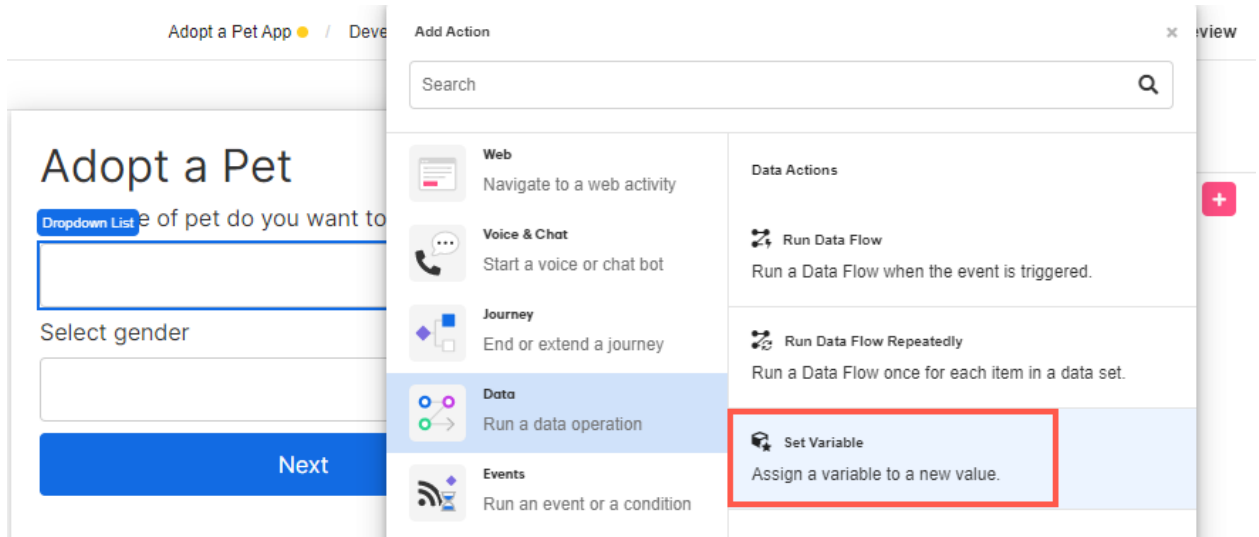 Adopt a Pet App / Deve
Add Action
×
view
Search
Adopt a Pet
Dropdown List e of pet do you want to
Select gender
Next
Web
Navigate to a web activity
Voice & Chat
Start a voice or chat bot
Journey
End or extend a journey
Data
Run a data operation
Events
Run an event or a condition
Data Actions
Run Data Flow
Run a Data Flow when the event is triggered.
Run Data Flow Repeatedly
Run a Data Flow once for each item in a data set.
Set Variable
Assign a variable to a new value.
+